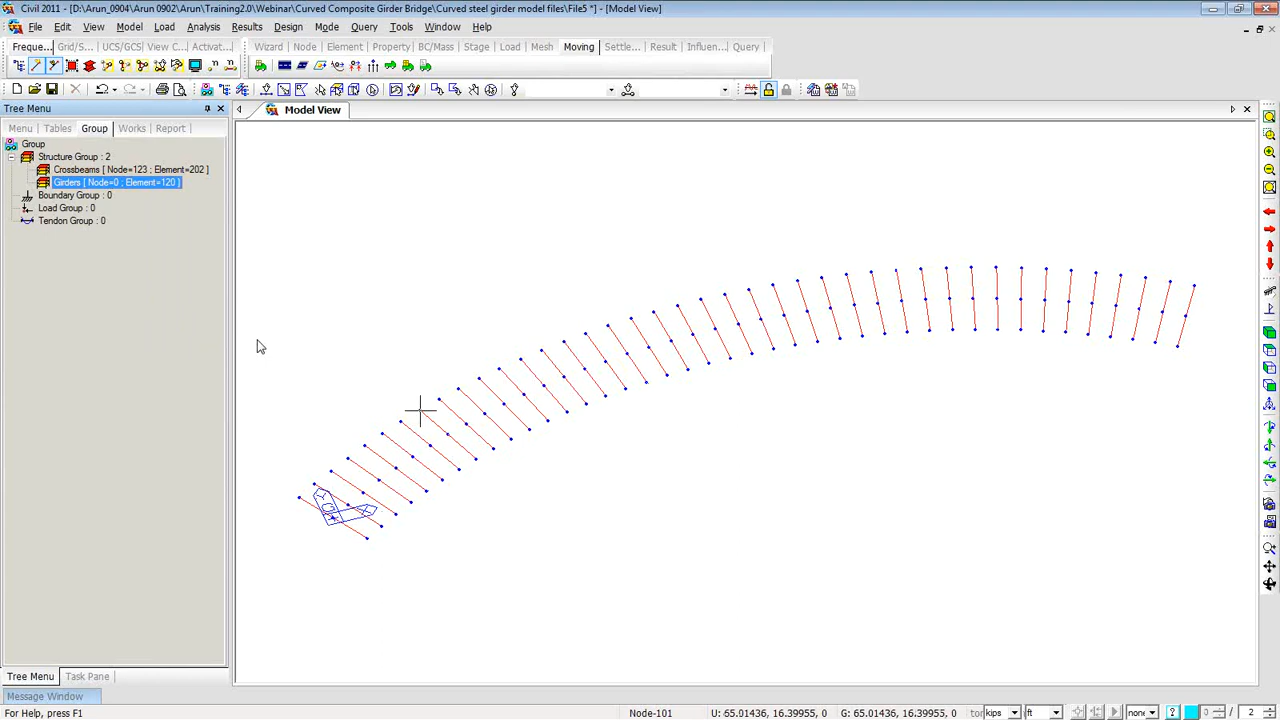 Civil 2011 - [D:\Arun_0904\Arun 0902\Arun\Training2.0\Webinar\Curved Composite Girder Bridge\Curved steel girder model files\File5 *] - [Model View]
File Edit View Model Load Analysis Results Design Mode Query Tools Window Help
Freque... Grid/S... UCS/GCS View C... Activat... Wizard Node Element Property BC/Mass Stage Load Mesh Moving Settle... Result Influen... Query
Tree Menu
Model View
Menu Tables Group Works Report
Group
Structure Group : 2
Crossbeams [ Node=123 ; Element=202 ]
Girders [ Node=0 ; Element=120 ]
Boundary Group : 0
Load Group : 0
Tendon Group : 0
Tree Menu Task Pane
Message Window
For Help, press F1 Node-101 U: 65.01436, 16.39955, 0 G: 65.01436, 16.39955, 0 kips ft none ? 0 / 2